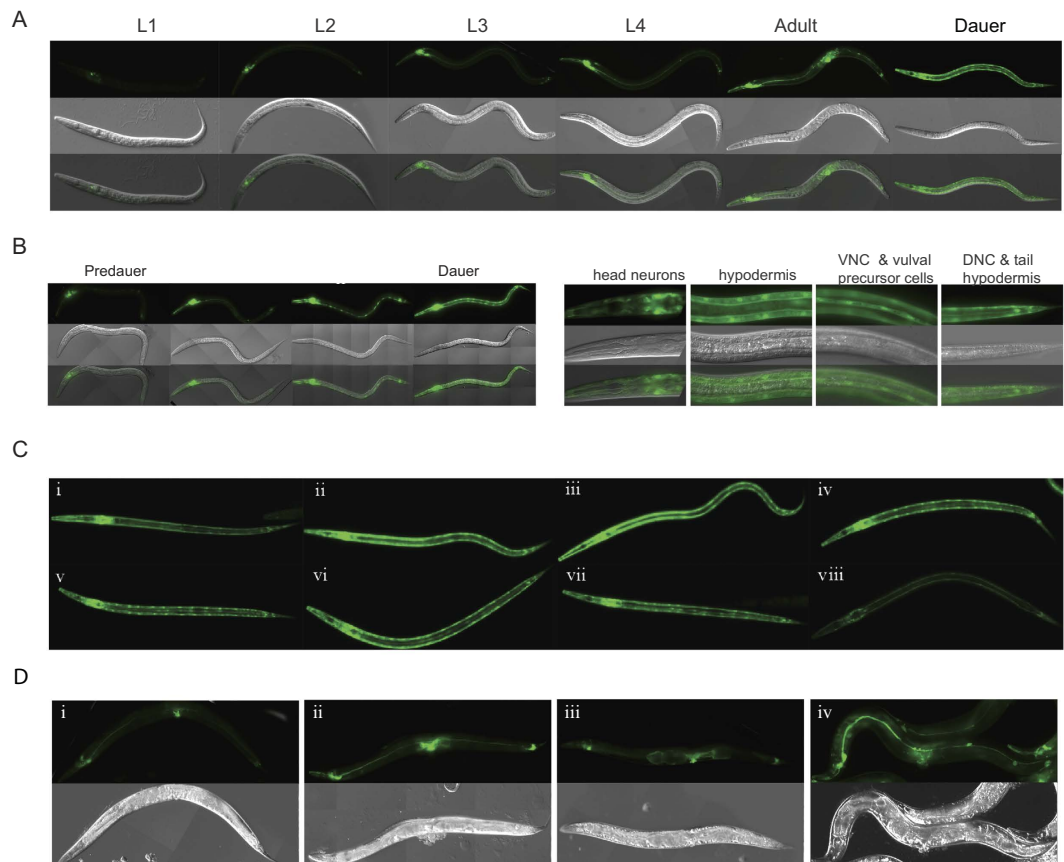 A
L1 L2 L3 L4 Adult Dauer
B
Predauer Dauer
head neurons
hypodermis
VNC & vulval
precursor cells
DNC & tail
hypodermis
C
i ii iii iv
v vi vii viii
D
i ii iii iv